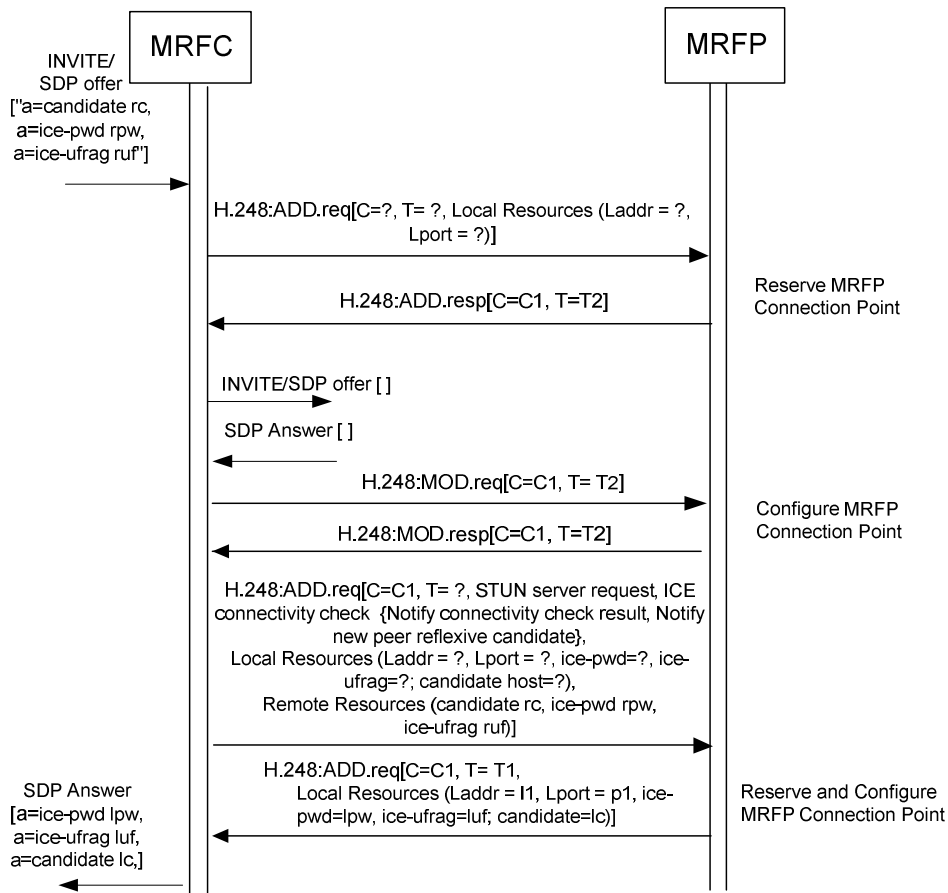 MRFC
MRFP
INVITE/
SDP offer
["a=candidate rc,
a=ice-pwd rpw,
a=ice-ufrag ruf"]
H.248:ADD.req[C=?, T= ?, Local Resources (Laddr = ?,
Lport = ?)]
Reserve MRFP
Connection Point
H.248:ADD.resp[C=C1, T=T2]
INVITE/SDP offer [ ]
SDP Answer [ ]
H.248:MOD.req[C=C1, T= T2]
Configure MRFP
Connection Point
H.248:MOD.resp[C=C1, T=T2]
H.248:ADD.req[C=C1, T= ?, STUN server request, ICE
connectivity check {Notify connectivity check result, Notify
new peer reflexive candidate},
Local Resources (Laddr = ?, Lport = ?, ice-pwd=?, ice-
ufrag=?; candidate host=?),
Remote Resources (candidate rc, ice-pwd rpw,
ice-ufrag ruf)]
H.248:ADD.req[C=C1, T= T1,
Local Resources (Laddr = l1, Lport = p1, ice-
pwd=lpw, ice-ufrag=luf; candidate=lc)]
Reserve and Configure
MRFP Connection Point
SDP Answer
[a=ice-pwd lpw,
a=ice-ufrag luf,
a=candidate lc,]